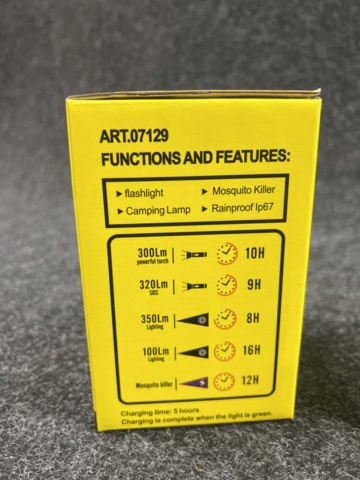 ART.07129
FUNCTIONS AND FEATURES:
flashlight Mosquito Killer
Camping Lamp Rainproof Ip67
300Lm 10H
powerful torch
320Lm 9H
SOS
350Lm 8H
Lighting
100Lm 16H
Lighting
Mosquito killer 12H
Charging time: 5 hours
Charging is complete when the light is green.